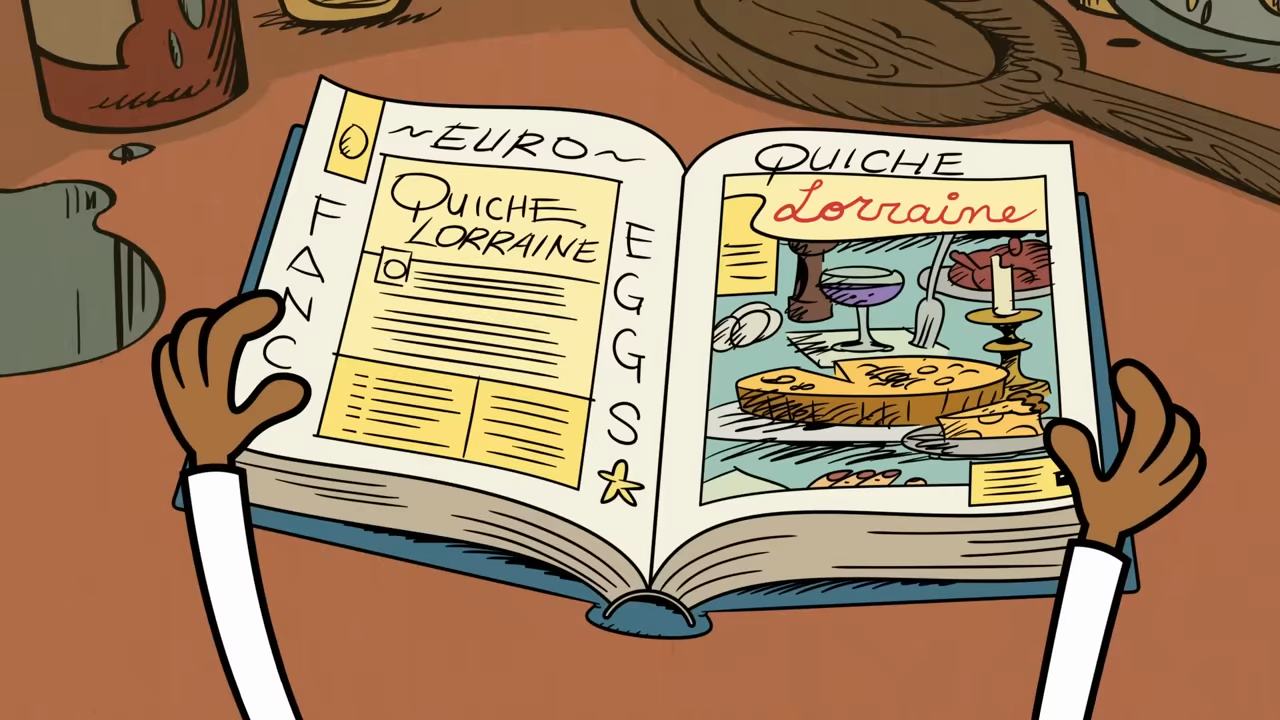 ~EURO~
FANC
QUICHE
LORRAINE
EGGS
QUICHE
Lorraine